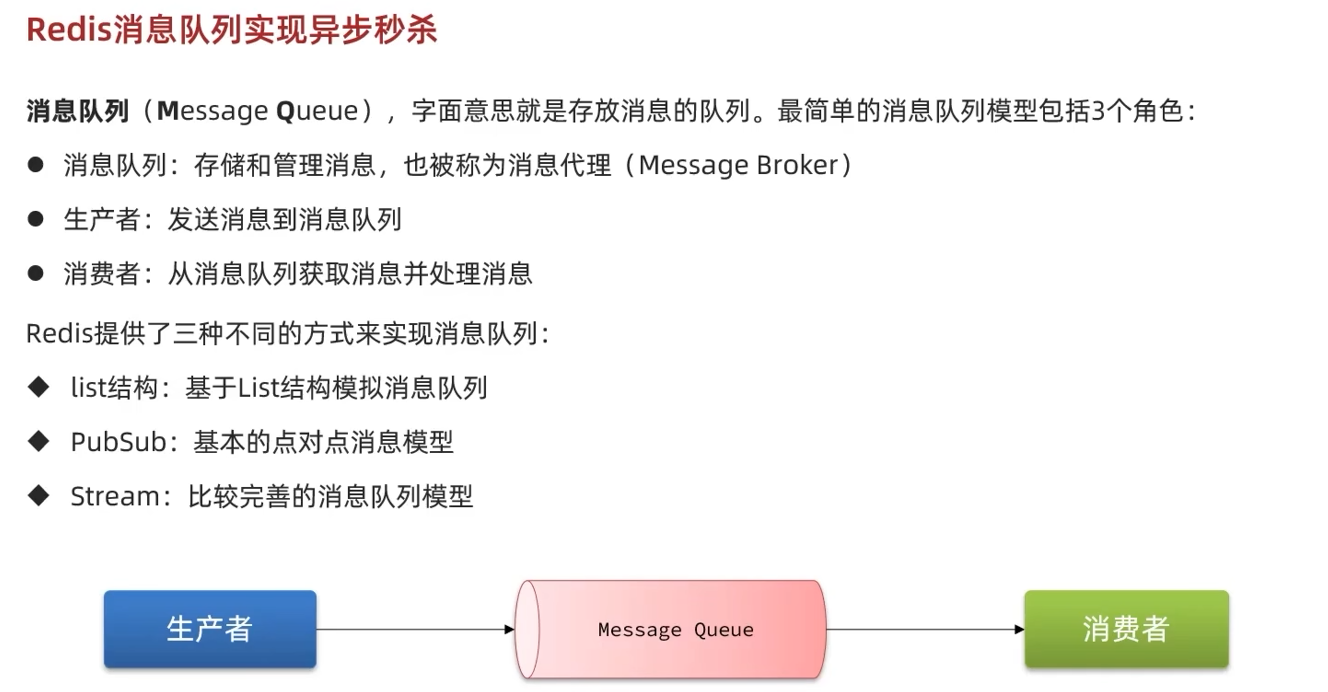 Redis消息队列实现异步秒杀
消息队列（Message Queue），字面意思就是存放消息的队列。最简单的消息队列模型包括3个角色：
● 消息队列：存储和管理消息，也被称为消息代理（Message Broker）
● 生产者：发送消息到消息队列
● 消费者：从消息队列获取消息并处理消息
Redis提供了三种不同的方式来实现消息队列：
◆ list结构：基于List结构模拟消息队列
◆ PubSub：基本的点对点消息模型
◆ Stream：比较完善的消息队列模型
生产者
Message Queue
消费者